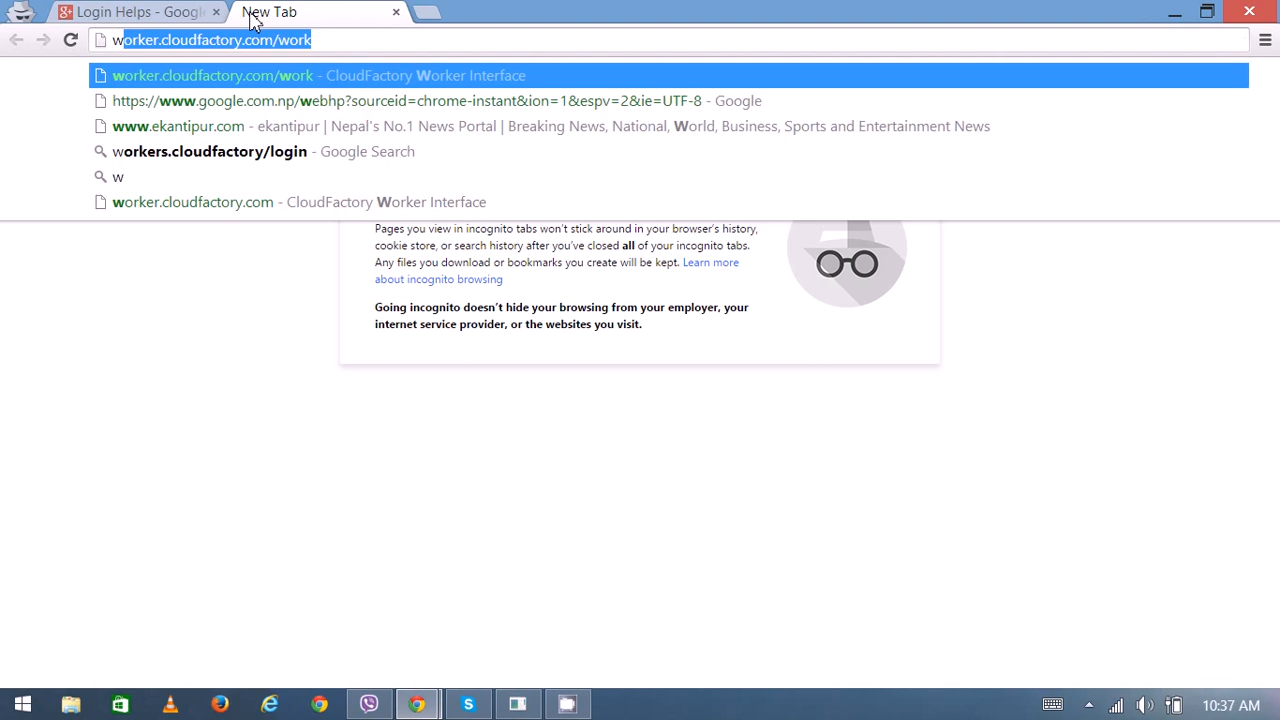 Login Helps - Google
New Tab
worker.cloudfactory.com/work
worker.cloudfactory.com/work - CloudFactory Worker Interface
https://www.google.com.np/webhp?sourceid=chrome-instant&ion=1&espv=2&ie=UTF-8 - Google
www.ekantipur.com - ekantipur | Nepal's No.1 News Portal | Breaking News, National, World, Business, Sports and Entertainment News
workers.cloudfactory/login - Google Search
w
worker.cloudfactory.com - CloudFactory Worker Interface
Pages you view in incognito tabs won't stick around in your browser's history,
cookie store, or search history after you've closed all of your incognito tabs.
Any files you download or bookmarks you create will be kept. Learn more
about incognito browsing
Going incognito doesn't hide your browsing from your employer, your
internet service provider, or the websites you visit.
10:37 AM